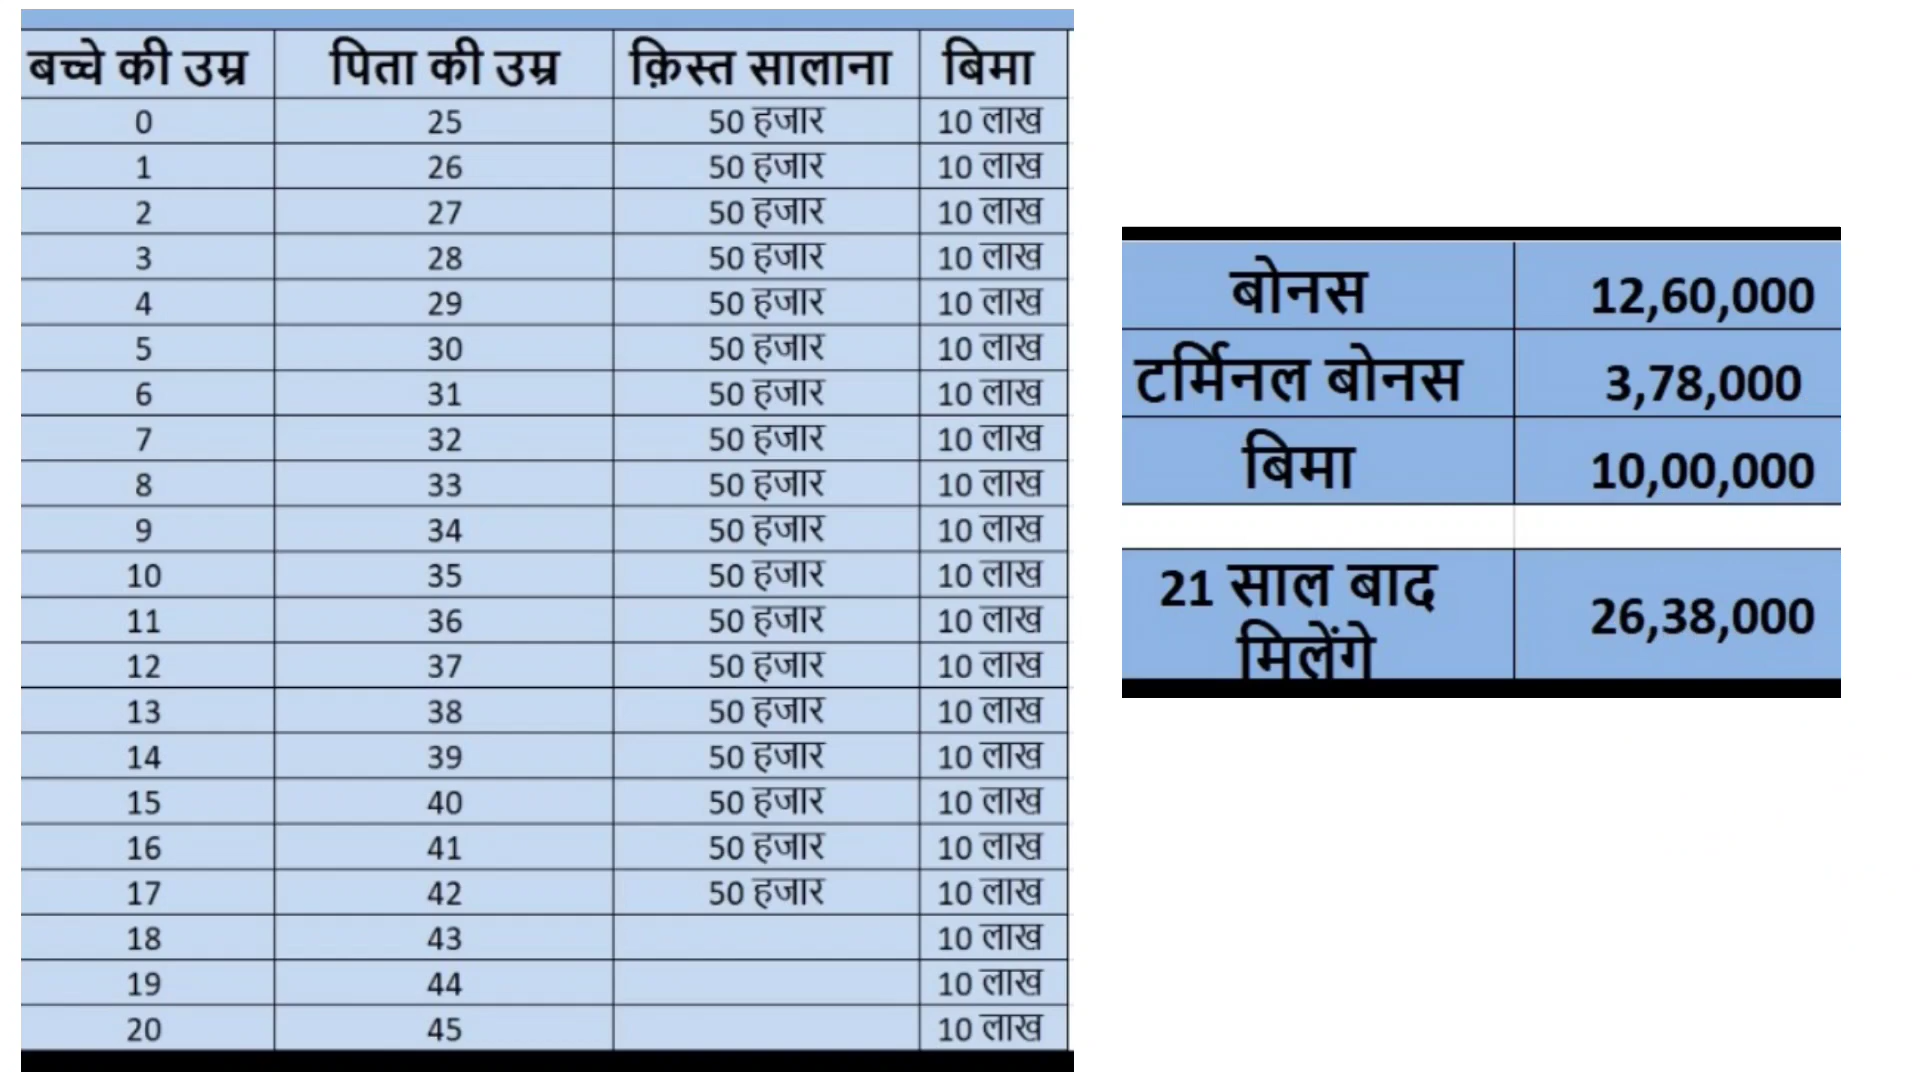 बच्चे की उम्र पिता की उम्र क़िस्त सालाना बिमा
0 25 50 हजार 10 लाख
1 26 50 हजार 10 लाख
2 27 50 हजार 10 लाख
3 28 50 हजार 10 लाख
4 29 50 हजार 10 लाख
5 30 50 हजार 10 लाख
6 31 50 हजार 10 लाख
7 32 50 हजार 10 लाख
8 33 50 हजार 10 लाख
9 34 50 हजार 10 लाख
10 35 50 हजार 10 लाख
11 36 50 हजार 10 लाख
12 37 50 हजार 10 लाख
13 38 50 हजार 10 लाख
14 39 50 हजार 10 लाख
15 40 50 हजार 10 लाख
16 41 50 हजार 10 लाख
17 42 50 हजार 10 लाख
18 43 10 लाख
19 44 10 लाख
20 45 10 लाख
बोनस 12,60,000
टर्मिनल बोनस 3,78,000
बिमा 10,00,000
21 साल बाद
मिलेंगे 26,38,000